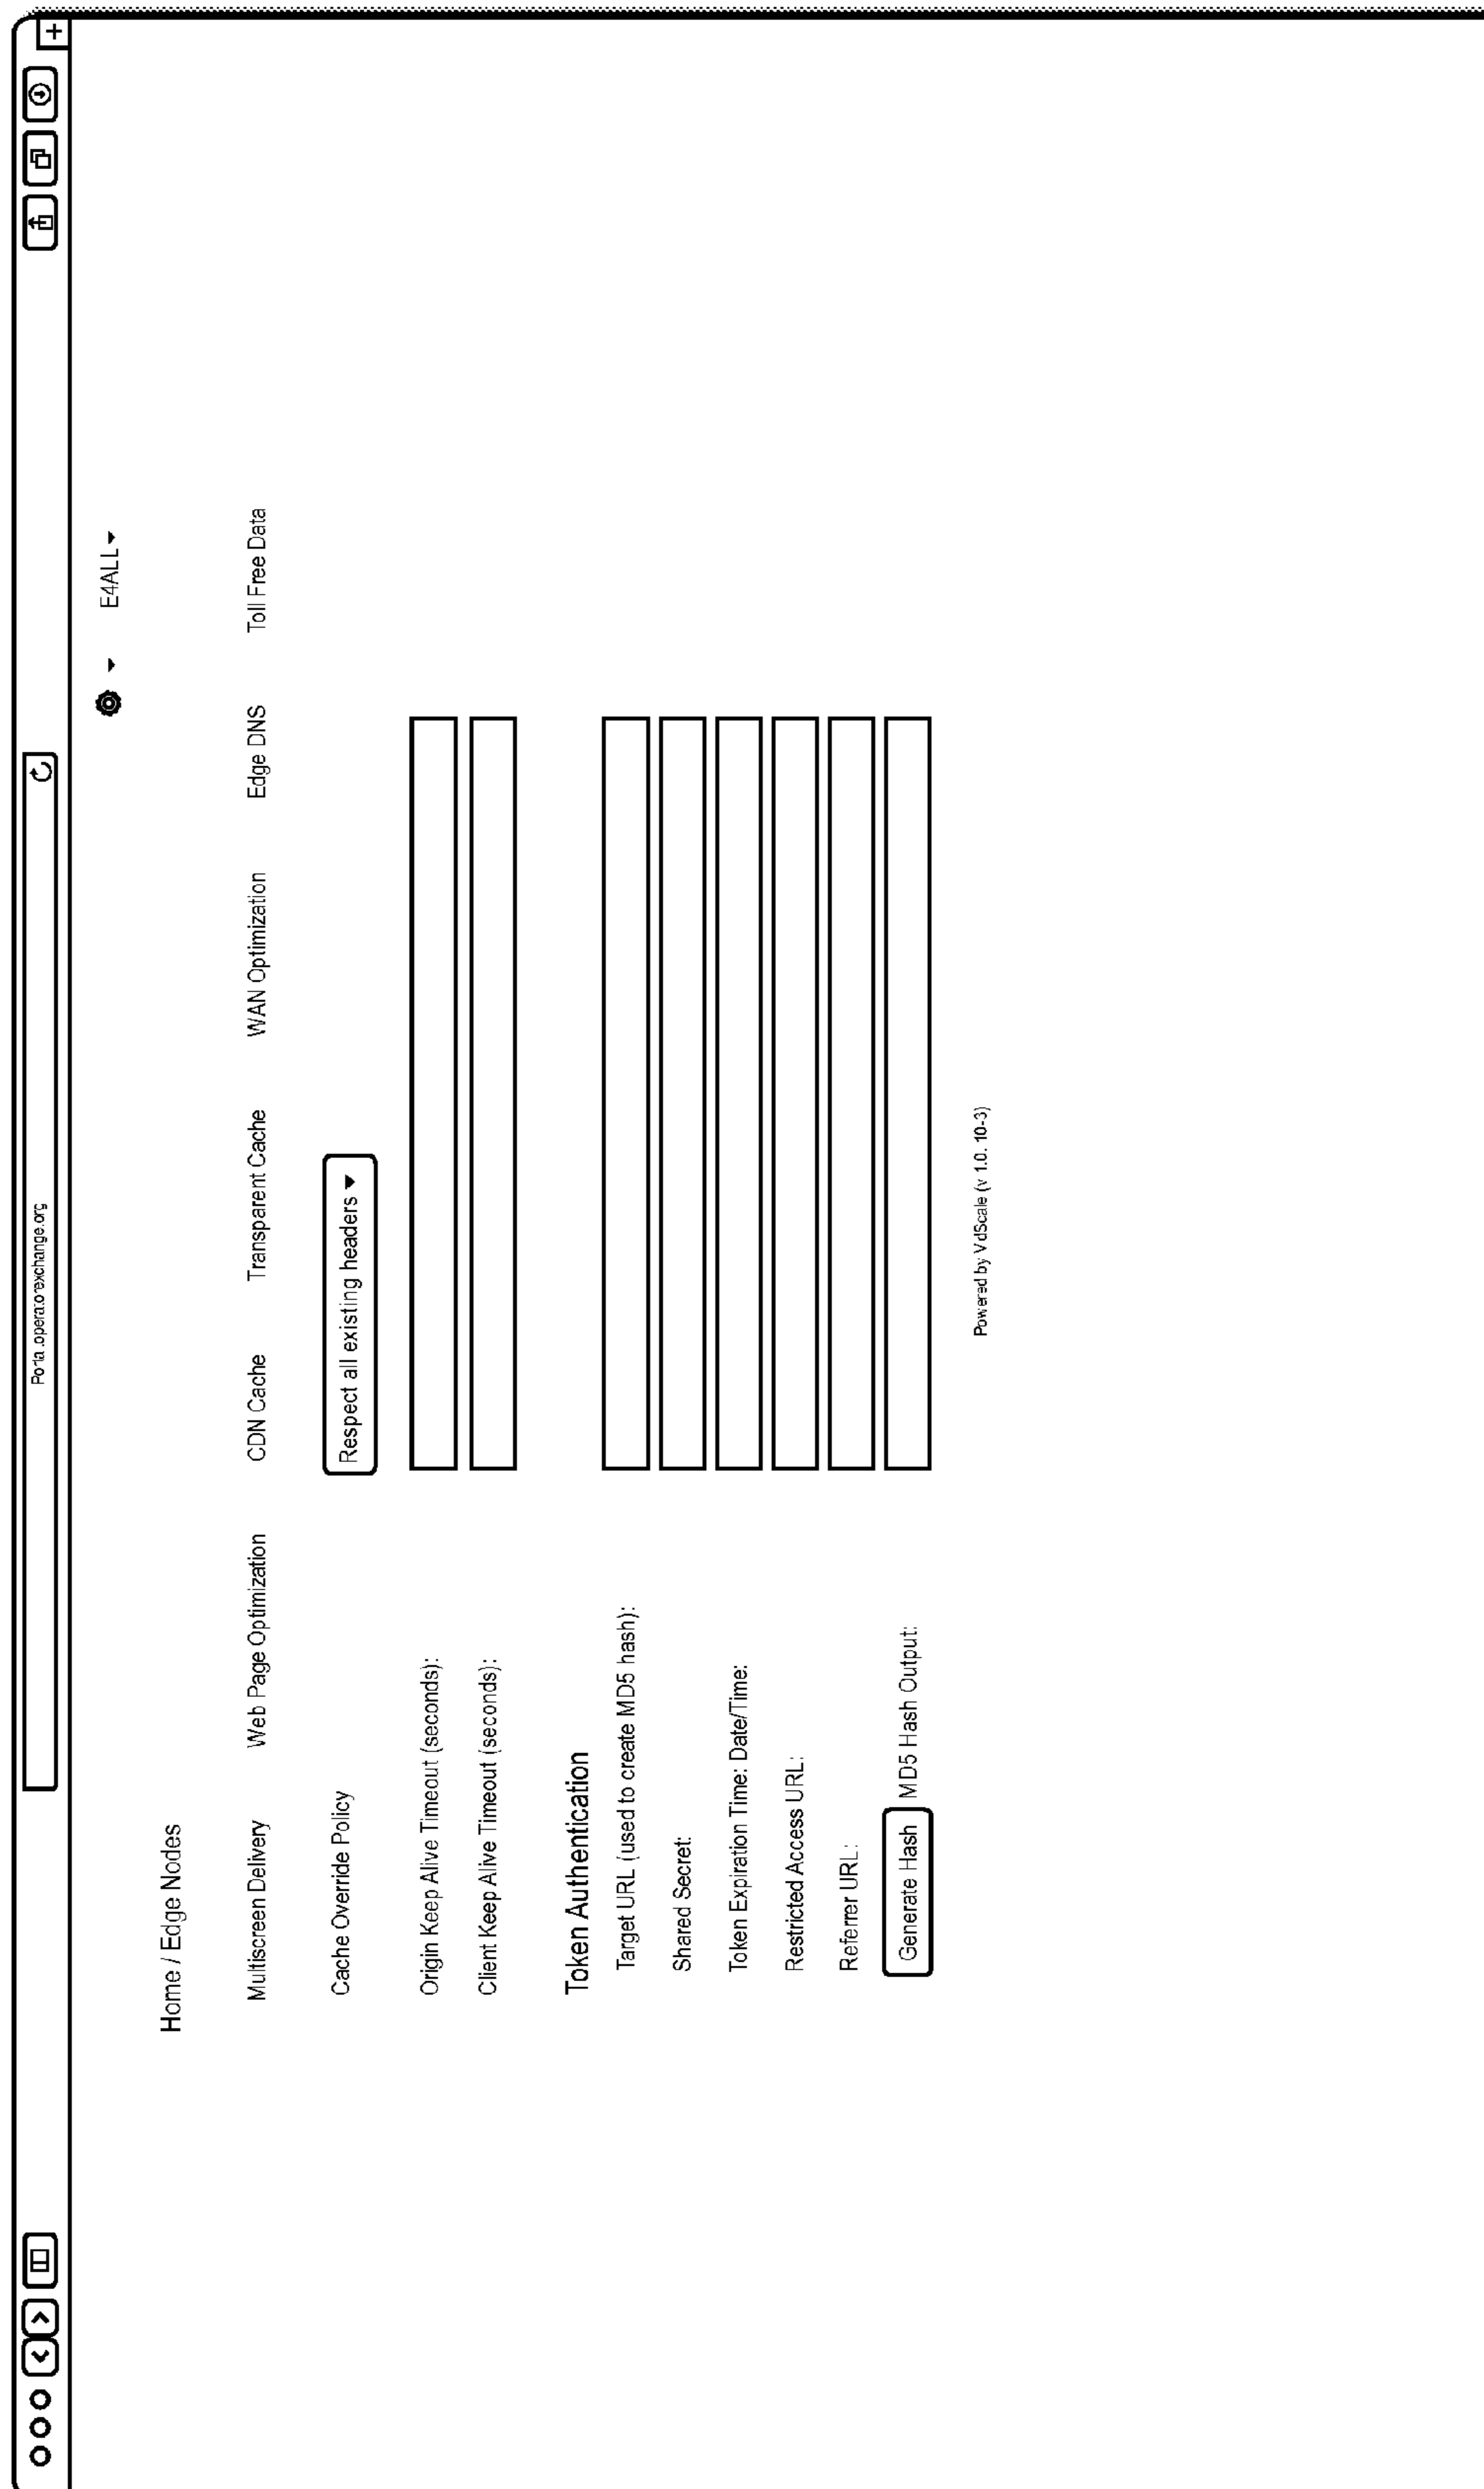 Portal.operatorexchange.org
E4ALL
Home / Edge Nodes
Multiscreen Delivery Web Page Optimization CDN Cache Transparent Cache WAN Optimization Edge DNS Toll Free Data
Cache Override Policy Respect all existing headers
Origin Keep Alive Timeout (seconds):
Client Keep Alive Timeout (seconds):
Token Authentication
Target URL (used to create MD5 hash):
Shared Secret:
Token Expiration Time: Date/Time:
Restricted Access URL:
Referrer URL:
Generate Hash MD5 Hash Output:
Powered by VdScale (v 1.0. 10-3)